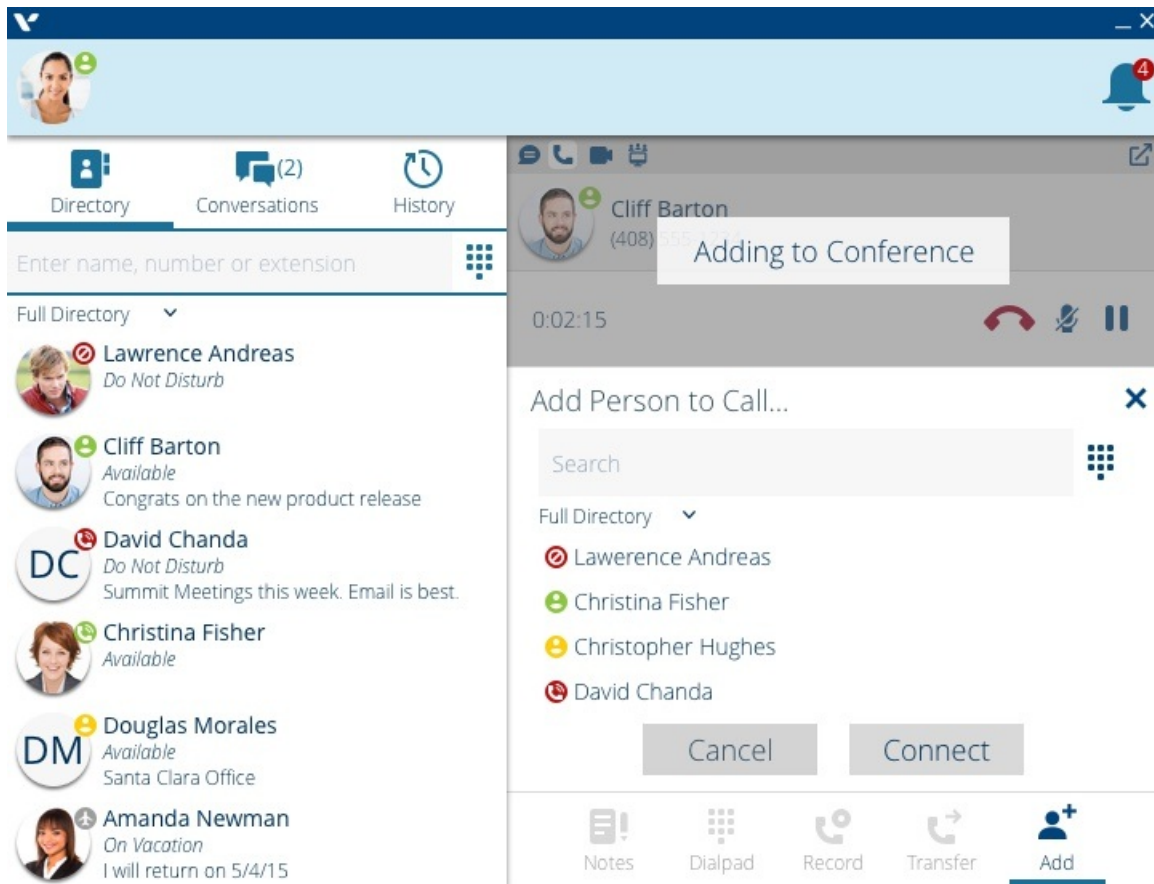 4
Directory
(2)
Conversations
History
Enter name, number or extension
Full Directory
Lawrence Andreas
Do Not Disturb
Cliff Barton
Available
Congrats on the new product release
DC
David Chanda
Do Not Disturb
Summit Meetings this week. Email is best.
Christina Fisher
Available
DM
Douglas Morales
Available
Santa Clara Office
Amanda Newman
On Vacation
I will return on 5/4/15
Cliff Barton
(408)
Adding to Conference
0:02:15
Add Person to Call...
Search
Full Directory
Lawerence Andreas
Christina Fisher
Christopher Hughes
David Chanda
Cancel
Connect
Notes
Dialpad
Record
Transfer
Add